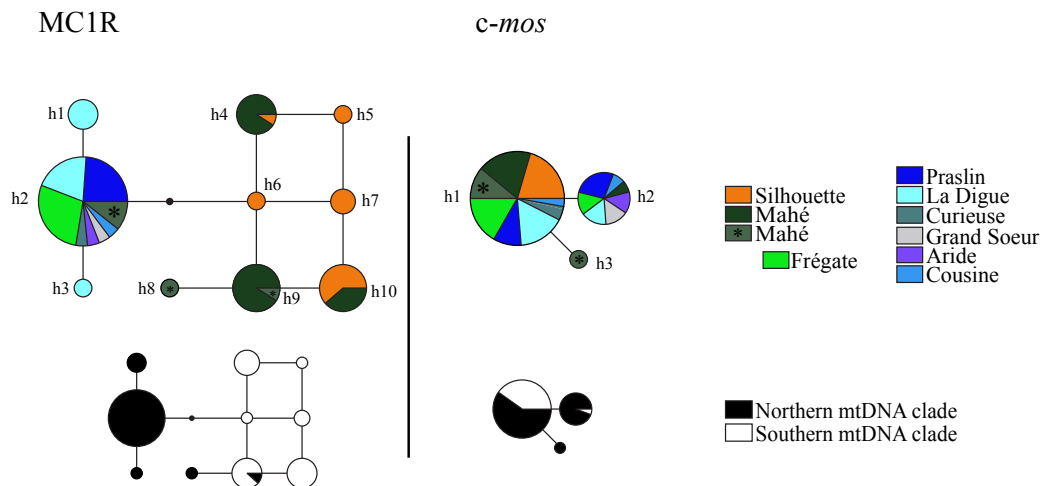 MC1R
c-mos
h1
h4
h5
h2
*
h6
h7
h3
h8
*
*
h9
h10
h1
*
h2
*
h3
Silhouette
Mahé
* Mahé
Frégate
Praslin
La Digue
Curieuse
Grand Soeur
Aride
Cousine
Northern mtDNA clade
Southern mtDNA clade